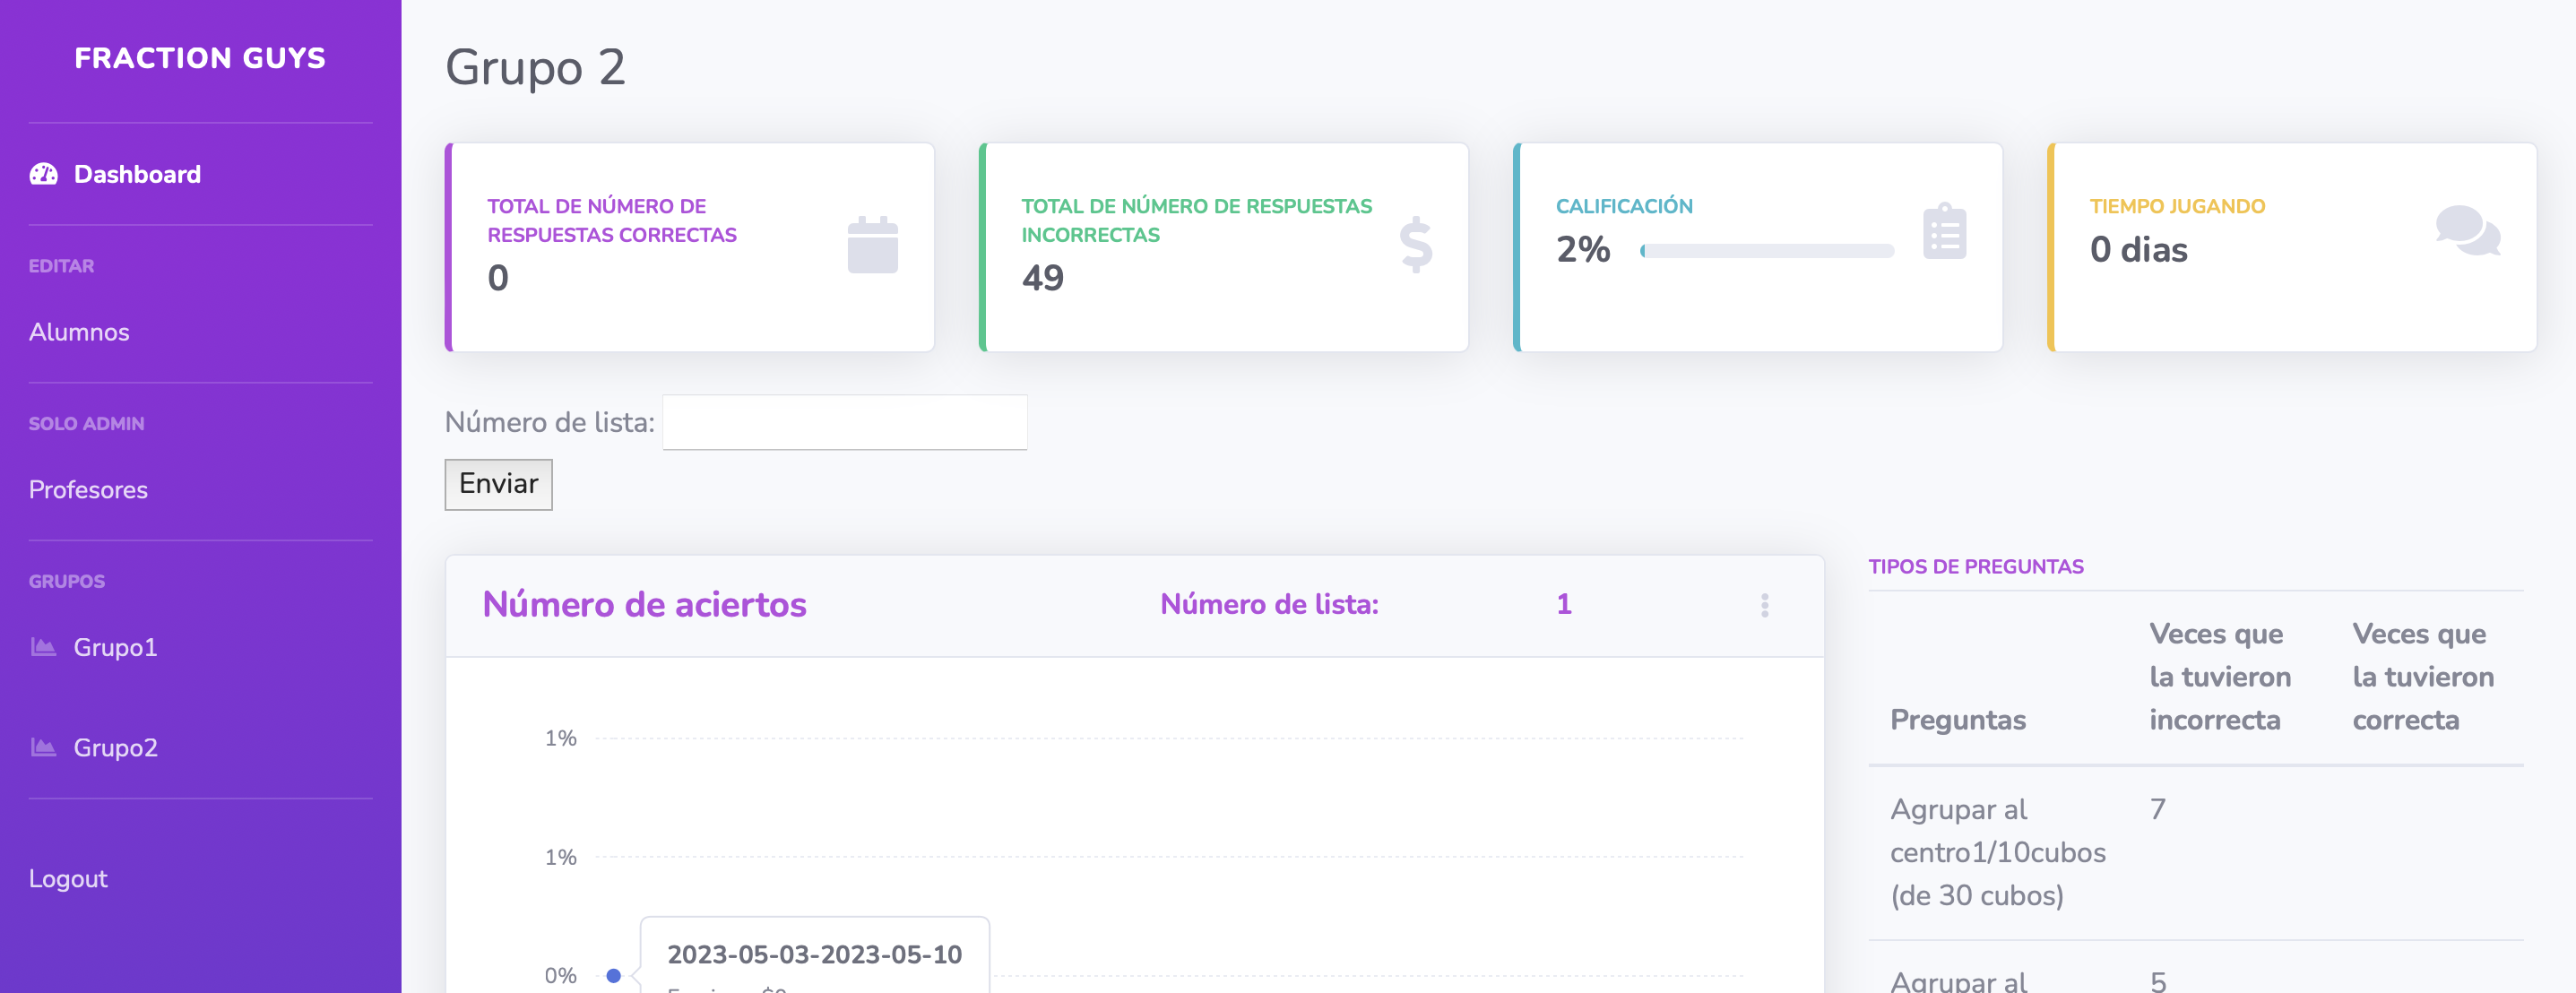 FRACTION GUYS
Dashboard
EDITAR
Alumnos
SOLO ADMIN
Profesores
GRUPOS
Grupo1
Grupo2
Logout
Grupo 2
TOTAL DE NÚMERO DE
RESPUESTAS CORRECTAS
0
TOTAL DE NÚMERO DE RESPUESTAS
INCORRECTAS
49
CALIFICACIÓN
2%
TIEMPO JUGANDO
0 dias
Número de lista:
Enviar
Número de aciertos
Número de lista: 1
1%
1%
0%
2023-05-03-2023-05-10
TIPOS DE PREGUNTAS
Preguntas
Veces que
la tuvieron
incorrecta
Veces que
la tuvieron
correcta
Agrupar al
centro1/10cubos
(de 30 cubos)
7
Agrupar al
5